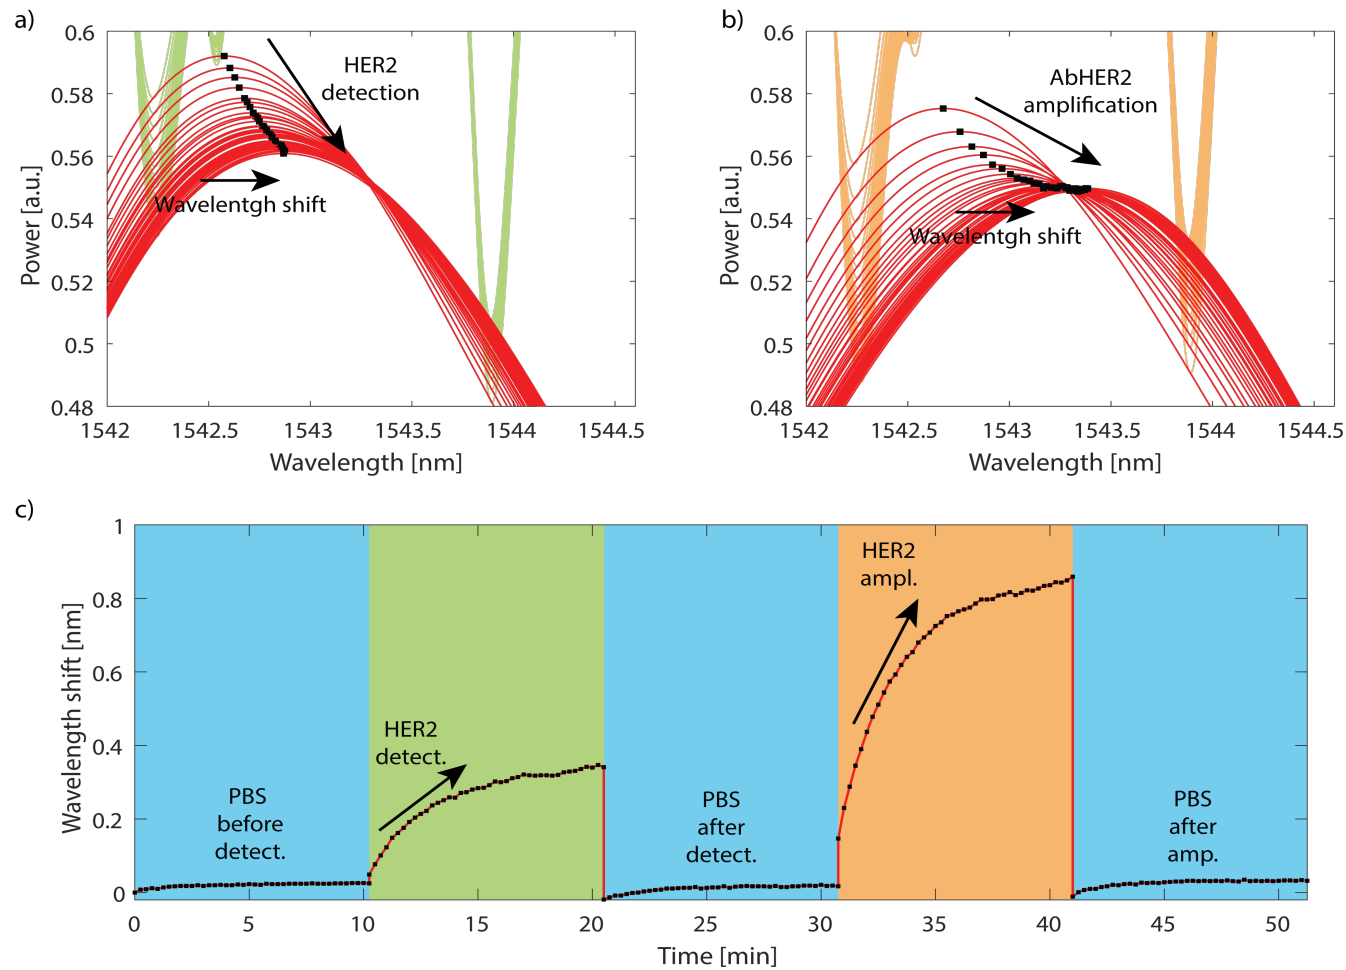 a)
0.6
0.58
0.56
0.54
0.52
0.5
0.48
Power [a.u.]
HER2
detection
Wavelentgh shift
1542
1542.5
1543
1543.5
1544
1544.5
Wavelength [nm]
b)
0.6
0.58
0.56
0.54
0.52
0.5
0.48
Power [a.u.]
AbHER2
amplification
Wavelentgh shift
1542
1542.5
1543
1543.5
1544
1544.5
Wavelength [nm]
c)
1
0.8
0.6
0.4
0.2
0
Wavelength shift [nm]
PBS
before
detect.
HER2
detect.
PBS
after
detect.
HER2
ampl.
PBS
after
amp.
0
5
10
15
20
25
30
35
40
45
50
Time [min]